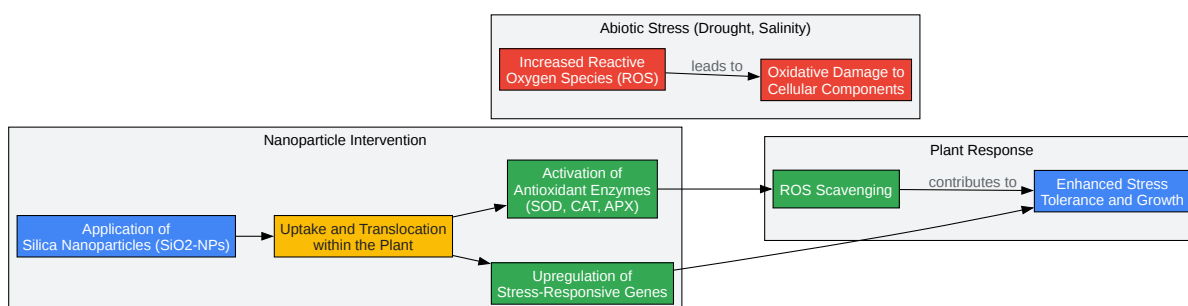 Abiotic Stress (Drought, Salinity)
Increased Reactive
Oxygen Species (ROS)
leads to
Oxidative Damage to
Cellular Components
Nanoparticle Intervention
Application of
Silica Nanoparticles (SiO2-NPs)
Uptake and Translocation
within the Plant
Activation of
Antioxidant Enzymes
(SOD, CAT, APX)
Upregulation of
Stress-Responsive Genes
Plant Response
ROS Scavenging
contributes to
Enhanced Stress
Tolerance and Growth